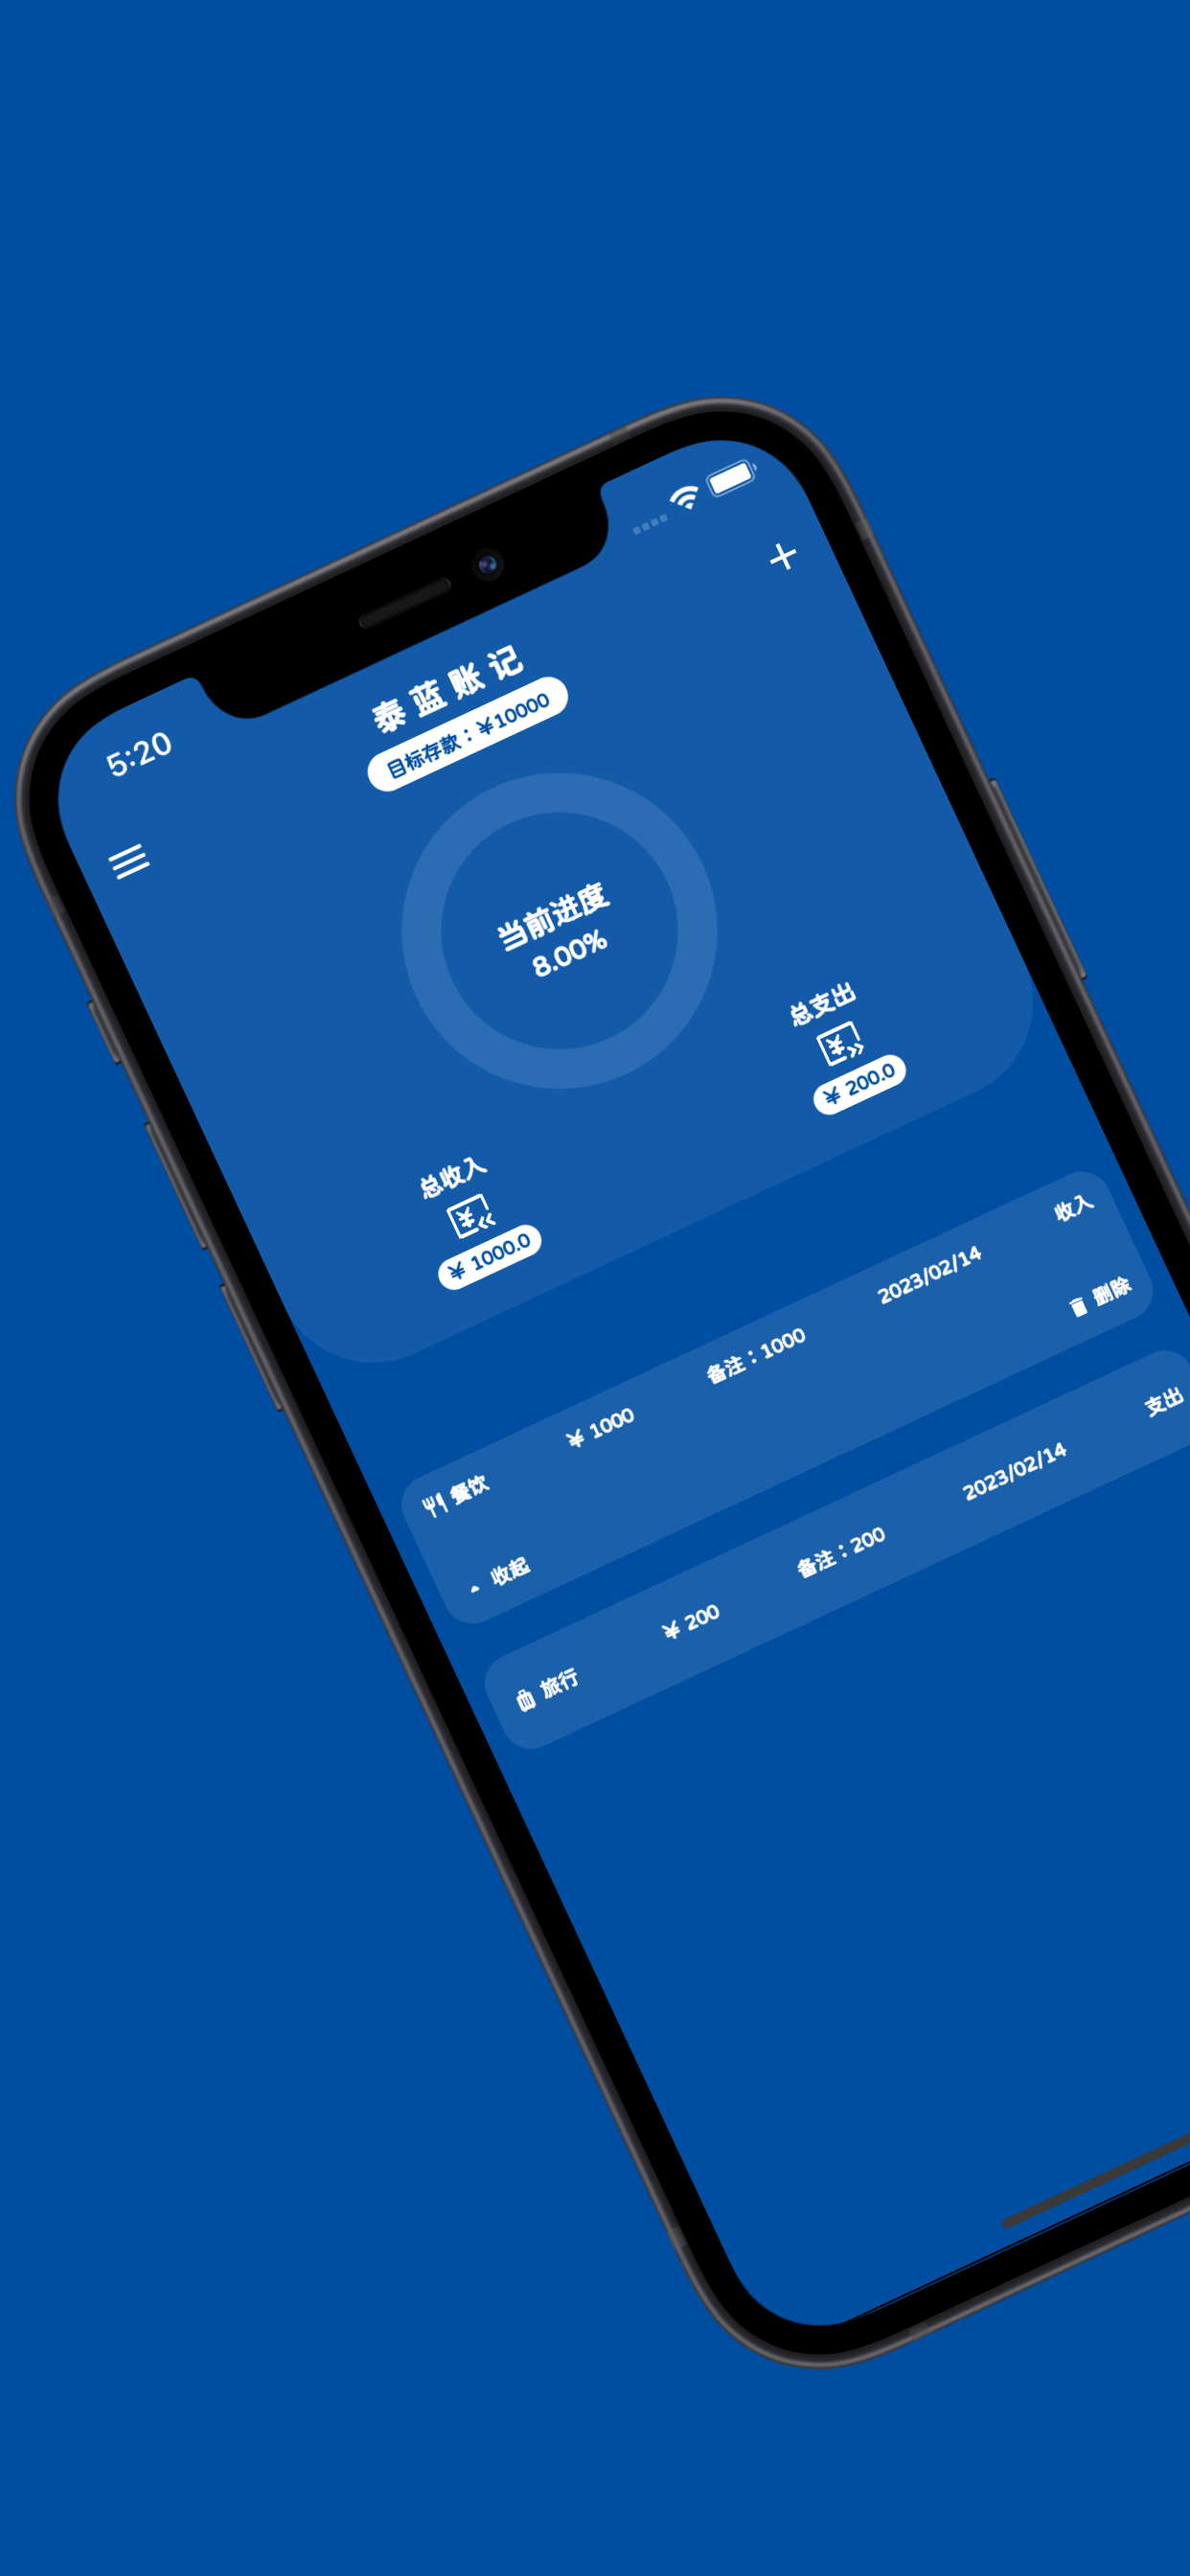 5:20
泰蓝账记
目标存款：¥10000
当前进度
8.00%
总收入
¥ 1000.0
总支出
¥ 200.0
餐饮 ¥ 1000 备注：1000 2023/02/14 收入
收起 删除
旅行 ¥ 200 备注：200 2023/02/14 支出